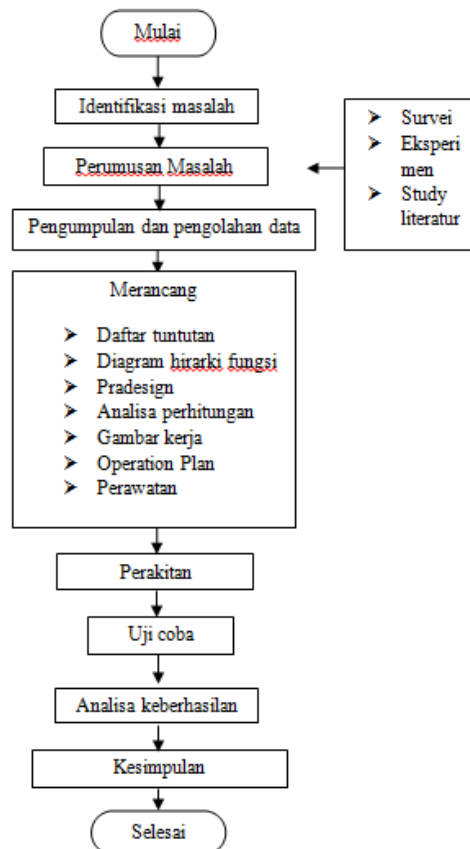 Mulai
Identifikasi masalah
Perumusan Masalah
➤ Survei
➤ Eksperi
men
➤ Study
literatur
Pengumpulan dan pengolahan data
Merancang
➤ Daftar tuntutan
➤ Diagram hirarki fungsi
➤ Pradesign
➤ Analisa perhitungan
➤ Gambar kerja
➤ Operation Plan
➤ Perawatan
Perakitan
Uji coba
Analisa keberhasilan
Kesimpulan
Selesai